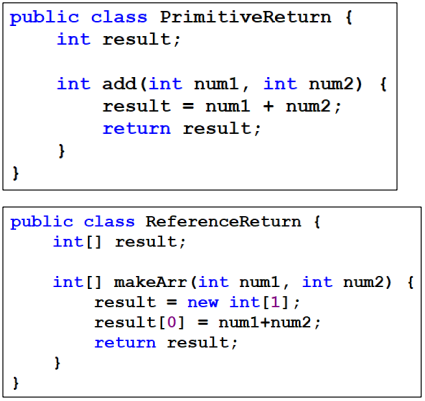 public class PrimitiveReturn {
    int result;

    int add(int num1, int num2) {
        result = num1 + num2;
        return result;
    }
}

public class ReferenceReturn {
    int[] result;

    int[] makeArr(int num1, int num2) {
        result = new int[1];
        result[0] = num1+num2;
        return result;
    }
}